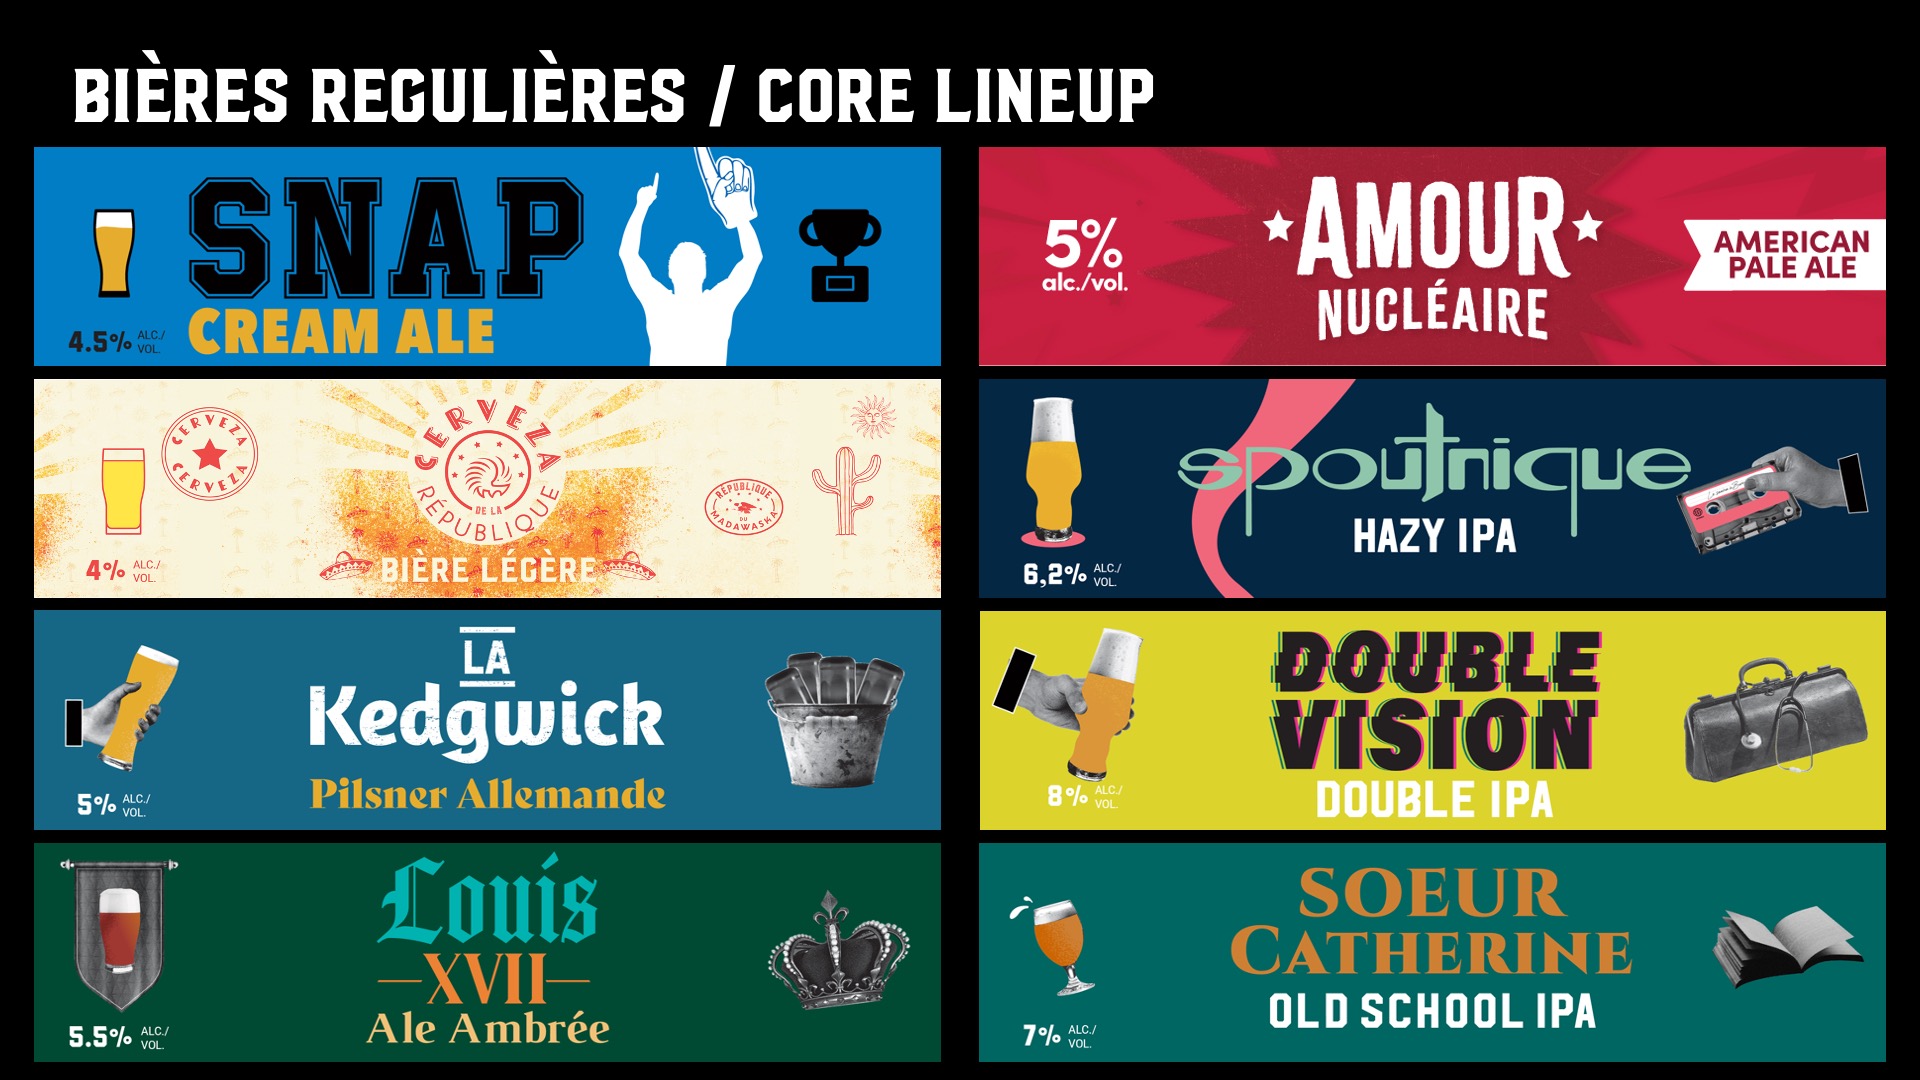 BIÈRES REGULIÈRES / CORE LINEUP
SNAP
CREAM ALE
4.5% ALC./
VOL.
5%
alc./vol.
AMOUR
NUCLÉAIRE
AMERICAN
PALE ALE
CERVEZA
CERVEZA
CERVEZA
DE LA
RÉPUBLIQUE
BIÈRE LÉGÈRE
RÉPUBLIQUE
DU
MADAWASKA
4% ALC./
VOL.
spoutnique
HAZY IPA
6,2% ALC./
VOL.
LA
Kedgwick
Pilsner Allemande
5% ALC./
VOL.
DOUBLE
VISION
DOUBLE IPA
8% ALC./
VOL.
Louis
XVII
Ale Ambrée
5.5% ALC./
VOL.
SOEUR
CATHERINE
OLD SCHOOL IPA
7% ALC./
VOL.